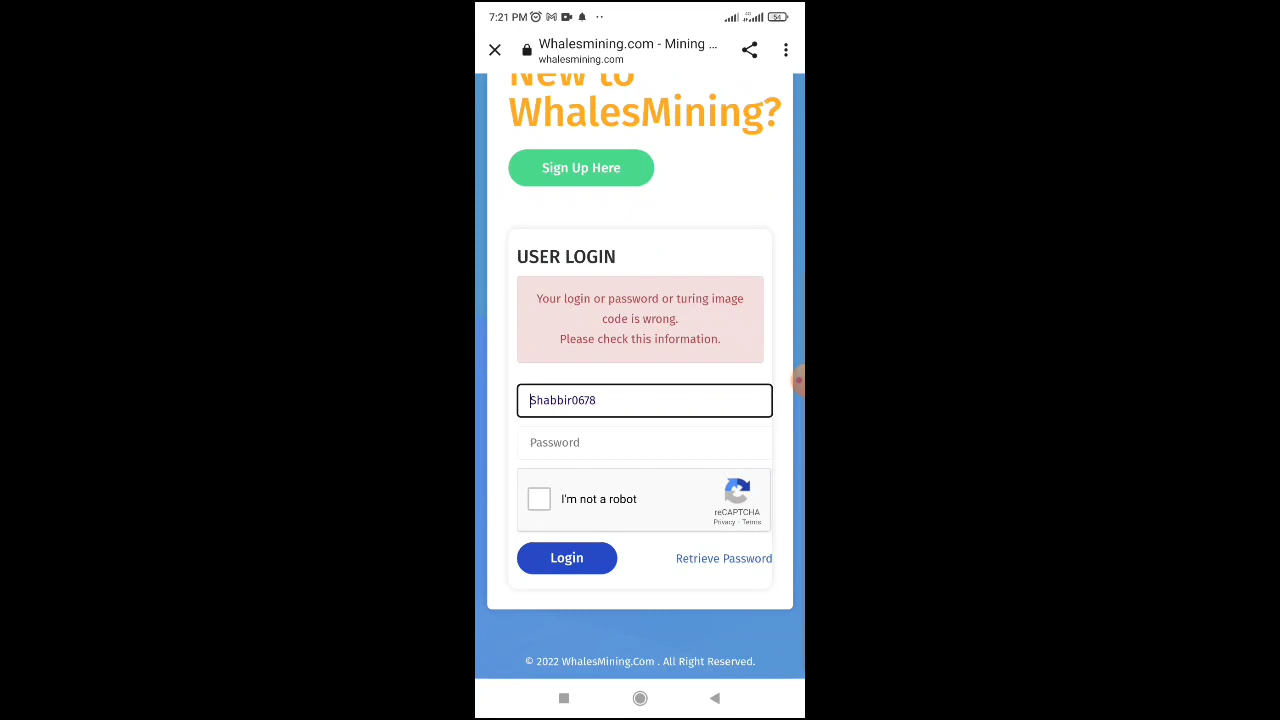 7:21 PM
4G
54
Whalesmining.com - Mining ...
whalesmining.com
New to
WhalesMining?
Sign Up Here
USER LOGIN
Your login or password or turing image
code is wrong.
Please check this information.
Shabbir0678
Password
I'm not a robot
reCAPTCHA
Privacy - Terms
Login
Retrieve Password
© 2022 WhalesMining.Com . All Right Reserved.